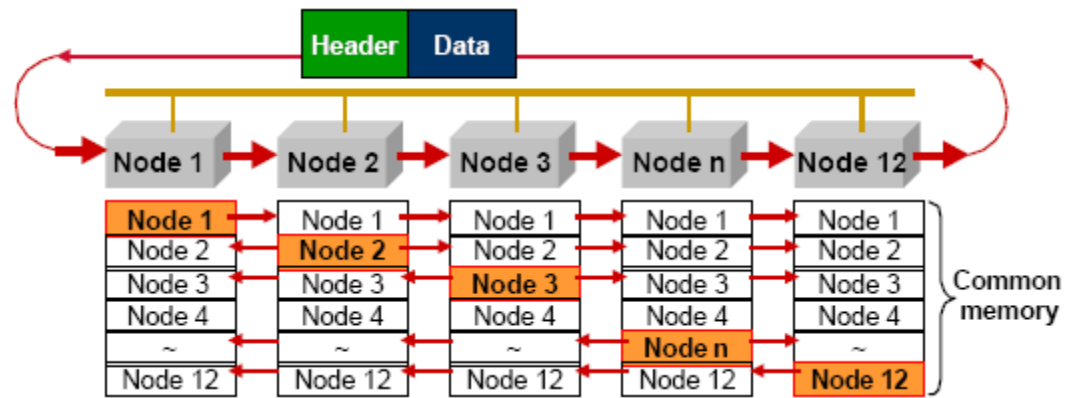 Header Data
Node 1 Node 2 Node 3 Node n Node 12
Node 1 Node 1 Node 1 Node 1 Node 1
Node 2 Node 2 Node 2 Node 2 Node 2
Node 3 Node 3 Node 3 Node 3 Node 3
Node 4 Node 4 Node 4 Node 4 Node 4
~ ~ ~ Node n ~
Node 12 Node 12 Node 12 Node 12 Node 12
Common
memory